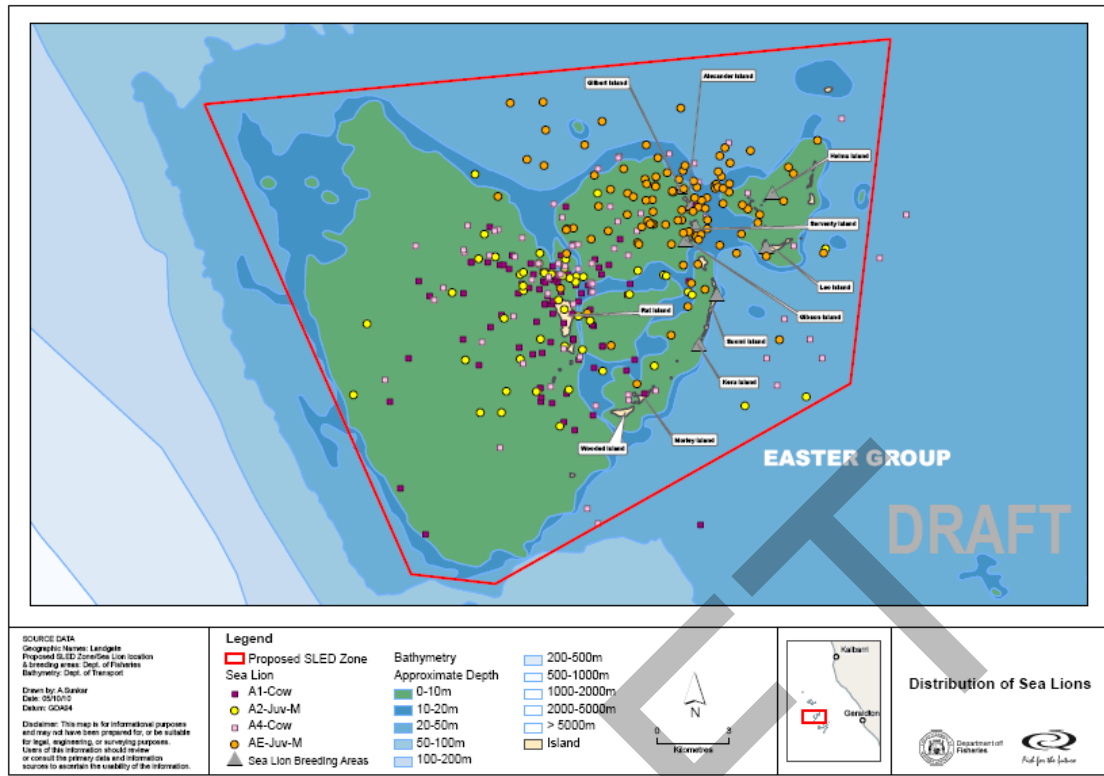 Gilbert Island
Alexander Island
Helms Island
Serventy Island
Leo Island
Gibson Island
Rat Island
Suomi Island
Keru Island
Morley Island
Wooded Island
EASTER GROUP
DRAFT
SOURCE DATA
Geographic Names: Landgate
Proposed SLED Zone/Sea Lion location
& breeding areas: Dept. of Fisheries
Bathymetry: Dept. of Transport
Drawn by: A.Sunkar
Date: 05/10/10
Datum: GDA94
Disclaimer: This map is for informational purposes
and may not have been prepared for, or be suitable
for legal, engineering, or surveying purposes.
Users of this information should review
or consult the primary data and information
sources to ascertain the usability of the information.
Legend
Proposed SLED Zone
Sea Lion
A1-Cow
A2-Juv-M
A4-Cow
AE-Juv-M
Sea Lion Breeding Areas
Bathymetry
Approximate Depth
0-10m
10-20m
20-50m
50-100m
100-200m
200-500m
500-1000m
1000-2000m
2000-5000m
> 5000m
Island
N
0 3
Kilometres
Kalbarri
Geraldton
Distribution of Sea Lions
Department of
Fisheries
Fish for the future